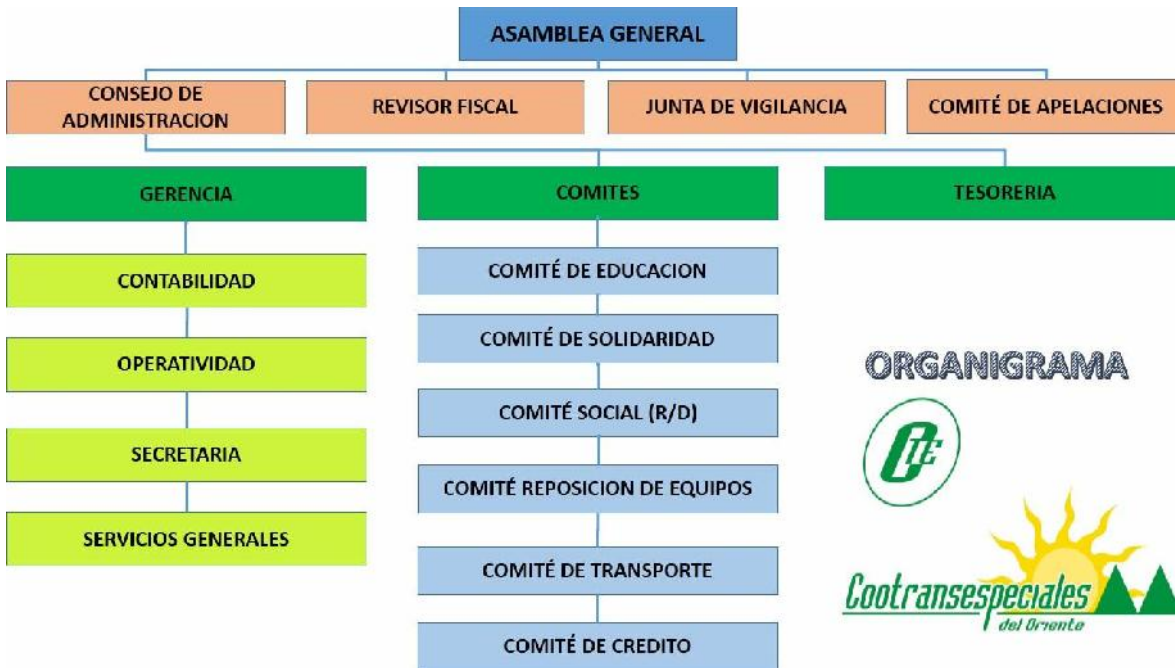 ASAMBLEA GENERAL
CONSEJO DE
ADMINISTRACION
REVISOR FISCAL
JUNTA DE VIGILANCIA
COMITÉ DE APELACIONES
GERENCIA
COMITES
TESORERIA
CONTABILIDAD
OPERATIVIDAD
SECRETARIA
SERVICIOS GENERALES
COMITÉ DE EDUCACION
COMITÉ DE SOLIDARIDAD
COMITÉ SOCIAL (R/D)
COMITÉ REPOSICION DE EQUIPOS
COMITÉ DE TRANSPORTE
COMITÉ DE CREDITO
ORGANIGRAMA
CTE
Cootransespeciales
del Oriente